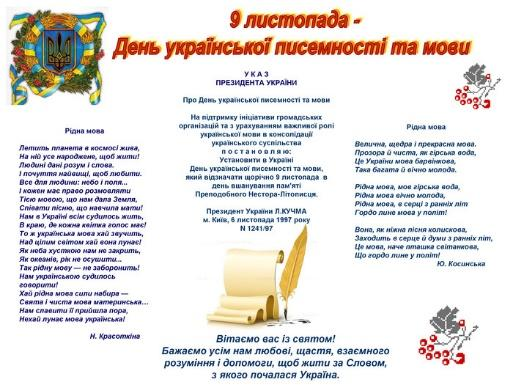 9 листопада -
День української писемності та мови
У К А З
ПРЕЗИДЕНТА УКРАЇНИ
Про День української писемності та мови
На підтримку ініціативи громадських
організацій та з урахуванням важливої ролі
української мови в консолідації
українського суспільства
п о с т а н о в л я ю:
Установити в Україні
День української писемності та мови,
який відзначати щорічно 9 листопада в
день вшанування пам'яті
Преподобного Нестора-Літописця.
Президент України Л.КУЧМА
м. Київ, 6 листопада 1997 року
N 1241/97
Рідна мова
Летить планета в космосі жива,
На ній усе народжене, щоб жити!
Людині дані розум і слова.
І почуття найвищі, щоб любити.
Все для людини: небо і поля...
І кожен має право розмовляти
Тією мовою, що нам дала Земля,
Співати пісню, що навчила мати!
Нам в Україні всім судилось жить,
В краю, де кожна квітка голос має!
То ж українська мова хай звучить,
Над цілим світом хай вона лунає!
Як неба хусткою нам не закрить,
Як океанів, рік не осушити...
Так рідну мову — не заборонить!
Нам українською судилось
говорити!
Хай рідна мова сили набира —
Свята і чиста мова материнська...
Нам славити її прийшла пора,
Нехай лунає мова українська!
Н. Красоткіна
Рідна мова
Велична, щедра і прекрасна мова.
Прозора й чиста, як гірська вода,
Це України мова барвінкова,
Така багата й вічно молода.
Рідна мова, мов гірська вода,
Рідна мова вічно молода,
Рідна мова, в серці з ранніх літ
Гордо лине мова у політ!
Вона, як ніжна пісня колискова,
Заходить в серце й думи з ранніх літ,
Це мова, наче пташка світанкова,
Що гордо лине у політ!
Ю. Косинська
Вітаємо вас із святом!
Бажаємо усім нам любові, щастя, взаємного
розуміння і допомоги, щоб жити за Словом,
з якого почалася Україна.